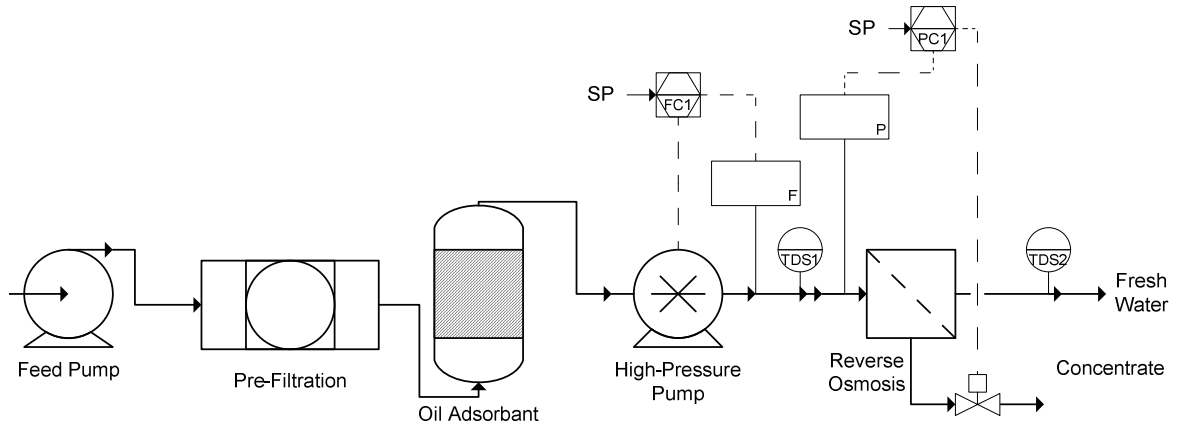 SP
PC1
SP
FC1
P
F
TDS1
TDS2
Fresh
Water
Feed Pump
Pre-Filtration
Oil Adsorbant
High-Pressure
Pump
Reverse
Osmosis
Concentrate